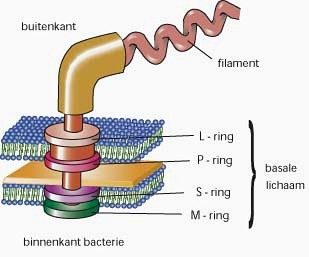 buitenkant
filament
L - ring
P - ring
basale
lichaam
S - ring
M - ring
binnenkant bacterie